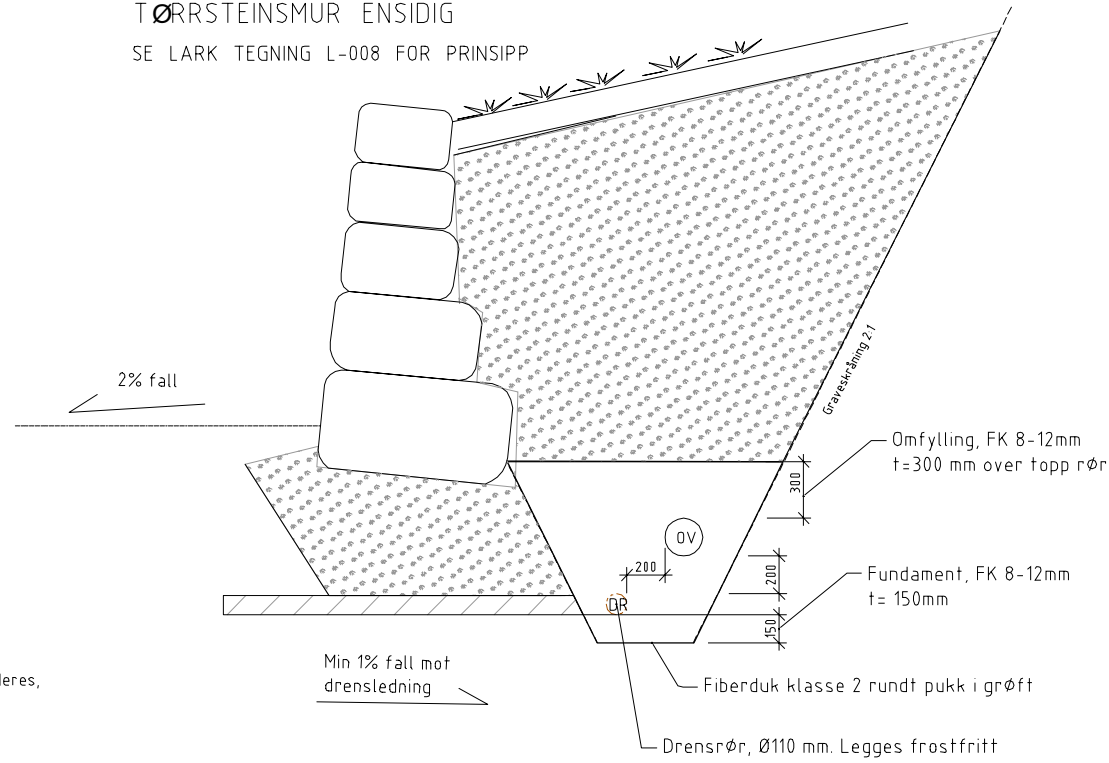 TØRRSTEINSMUR ENSIDIG
SE LARK TEGNING L-008 FOR PRINSIPP
2% fall
Graveskråning 2:1
Omfylling, FK 8-12mm
t=300 mm over topp rør
300
OV
200
200
Fundament, FK 8-12mm
t= 150mm
DR
150
Min 1% fall mot
drensledning
leres,
Fiberduk klasse 2 rundt pukk i grøft
Drensrør, Ø110 mm. Legges frostfritt